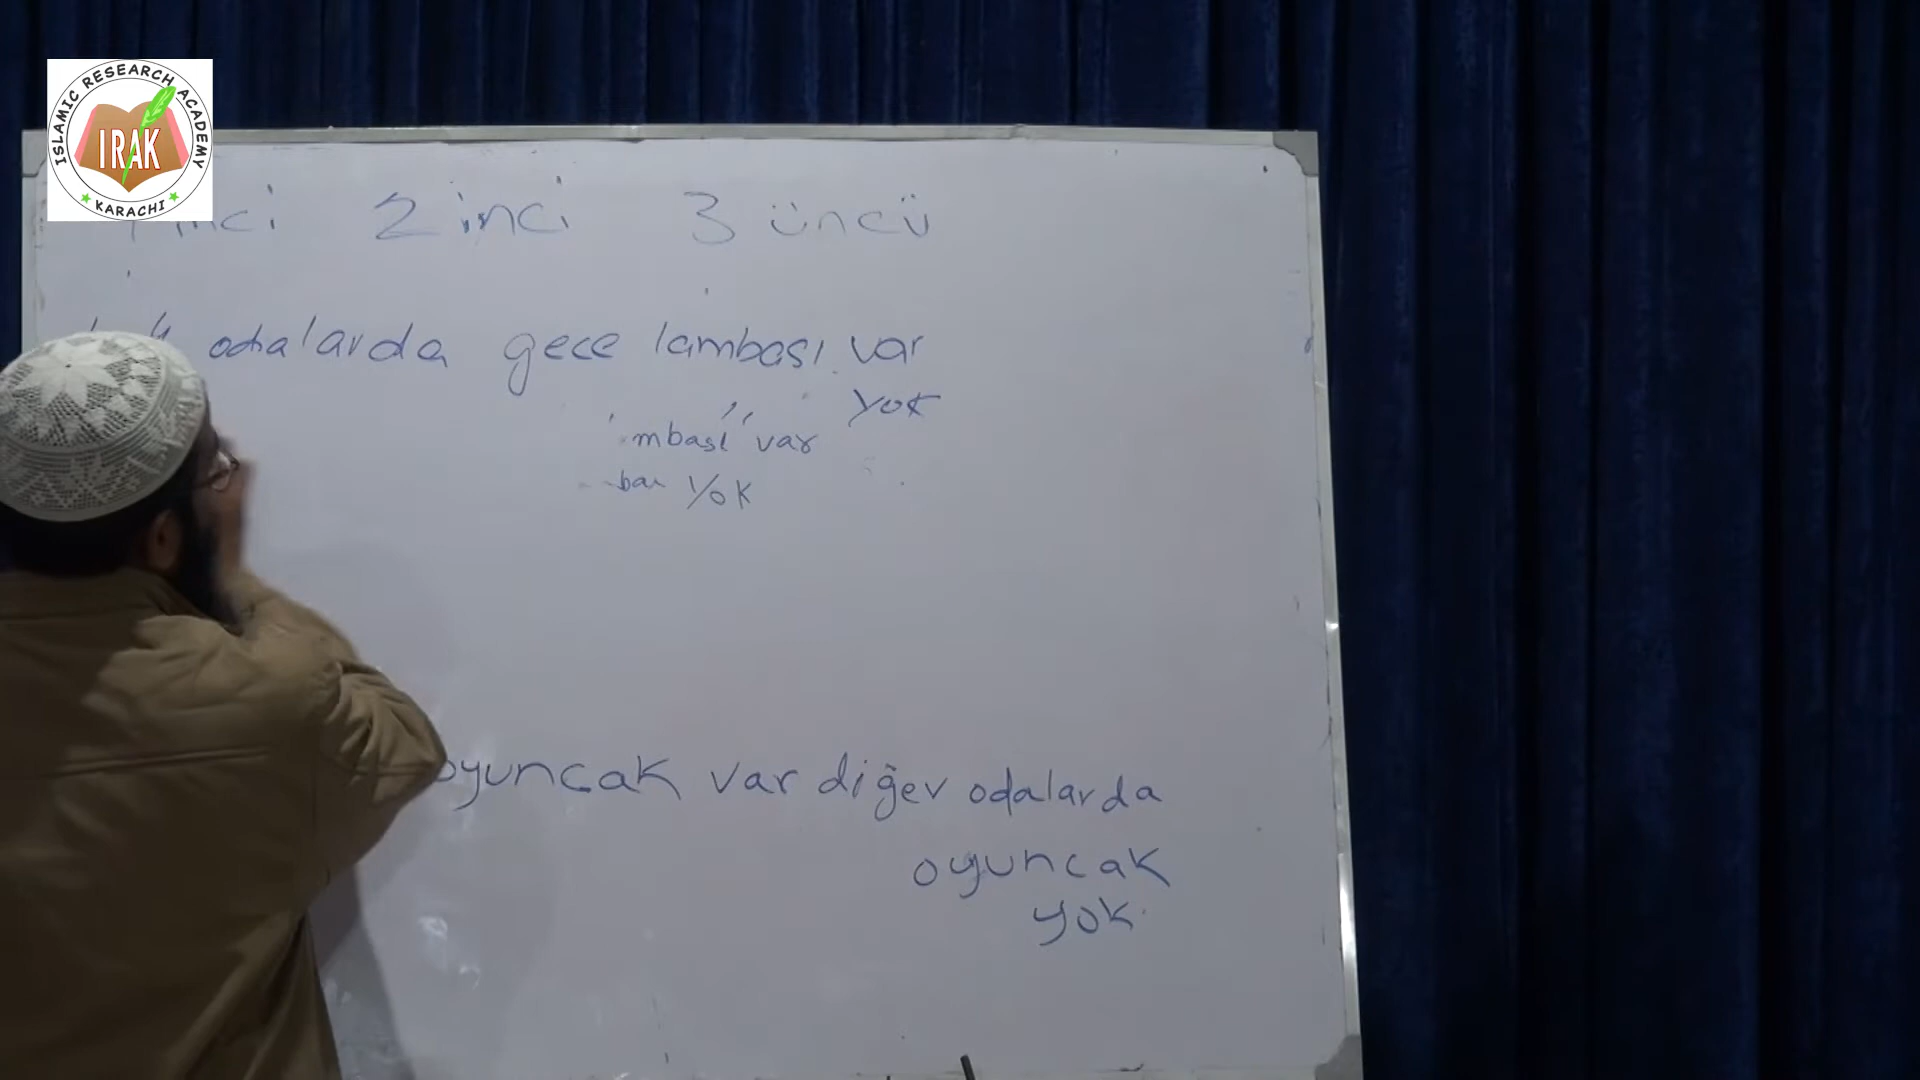 ISLAMIC RESEARCH ACADEMY
IRAK
KARACHI
inci 2 inci 3 üncü
odalarda gece lambası var
yok
mbası var
yok
oyuncak var diğer odalarda
oyuncak
yok